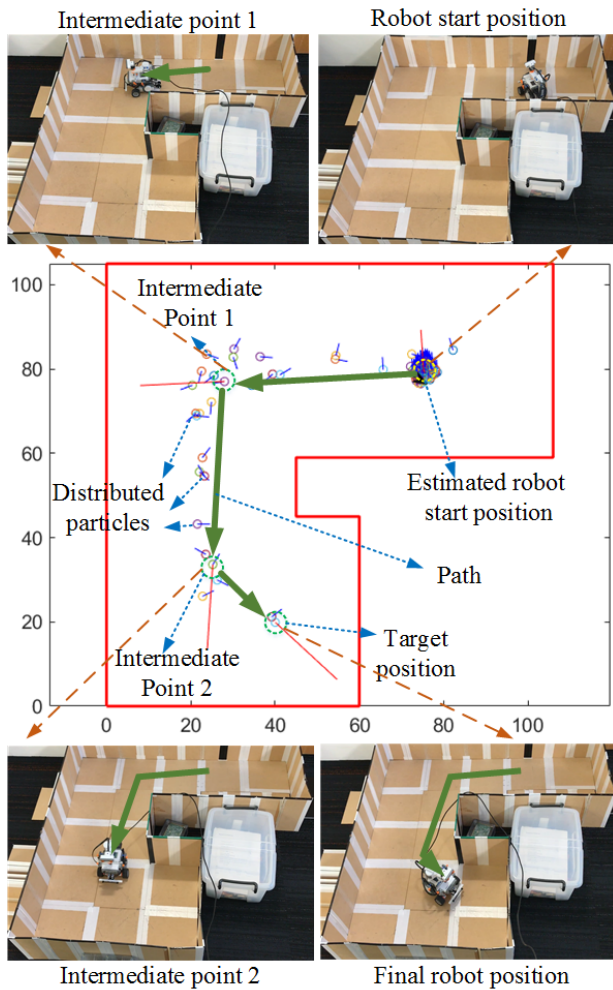 Intermediate point 1
Robot start position
100
80
60
40
20
0
Intermediate
Point 1
Distributed
particles
Estimated robot
start position
Path
Intermediate
Point 2
Target
position
0
20
40
60
80
100
Intermediate point 2
Final robot position